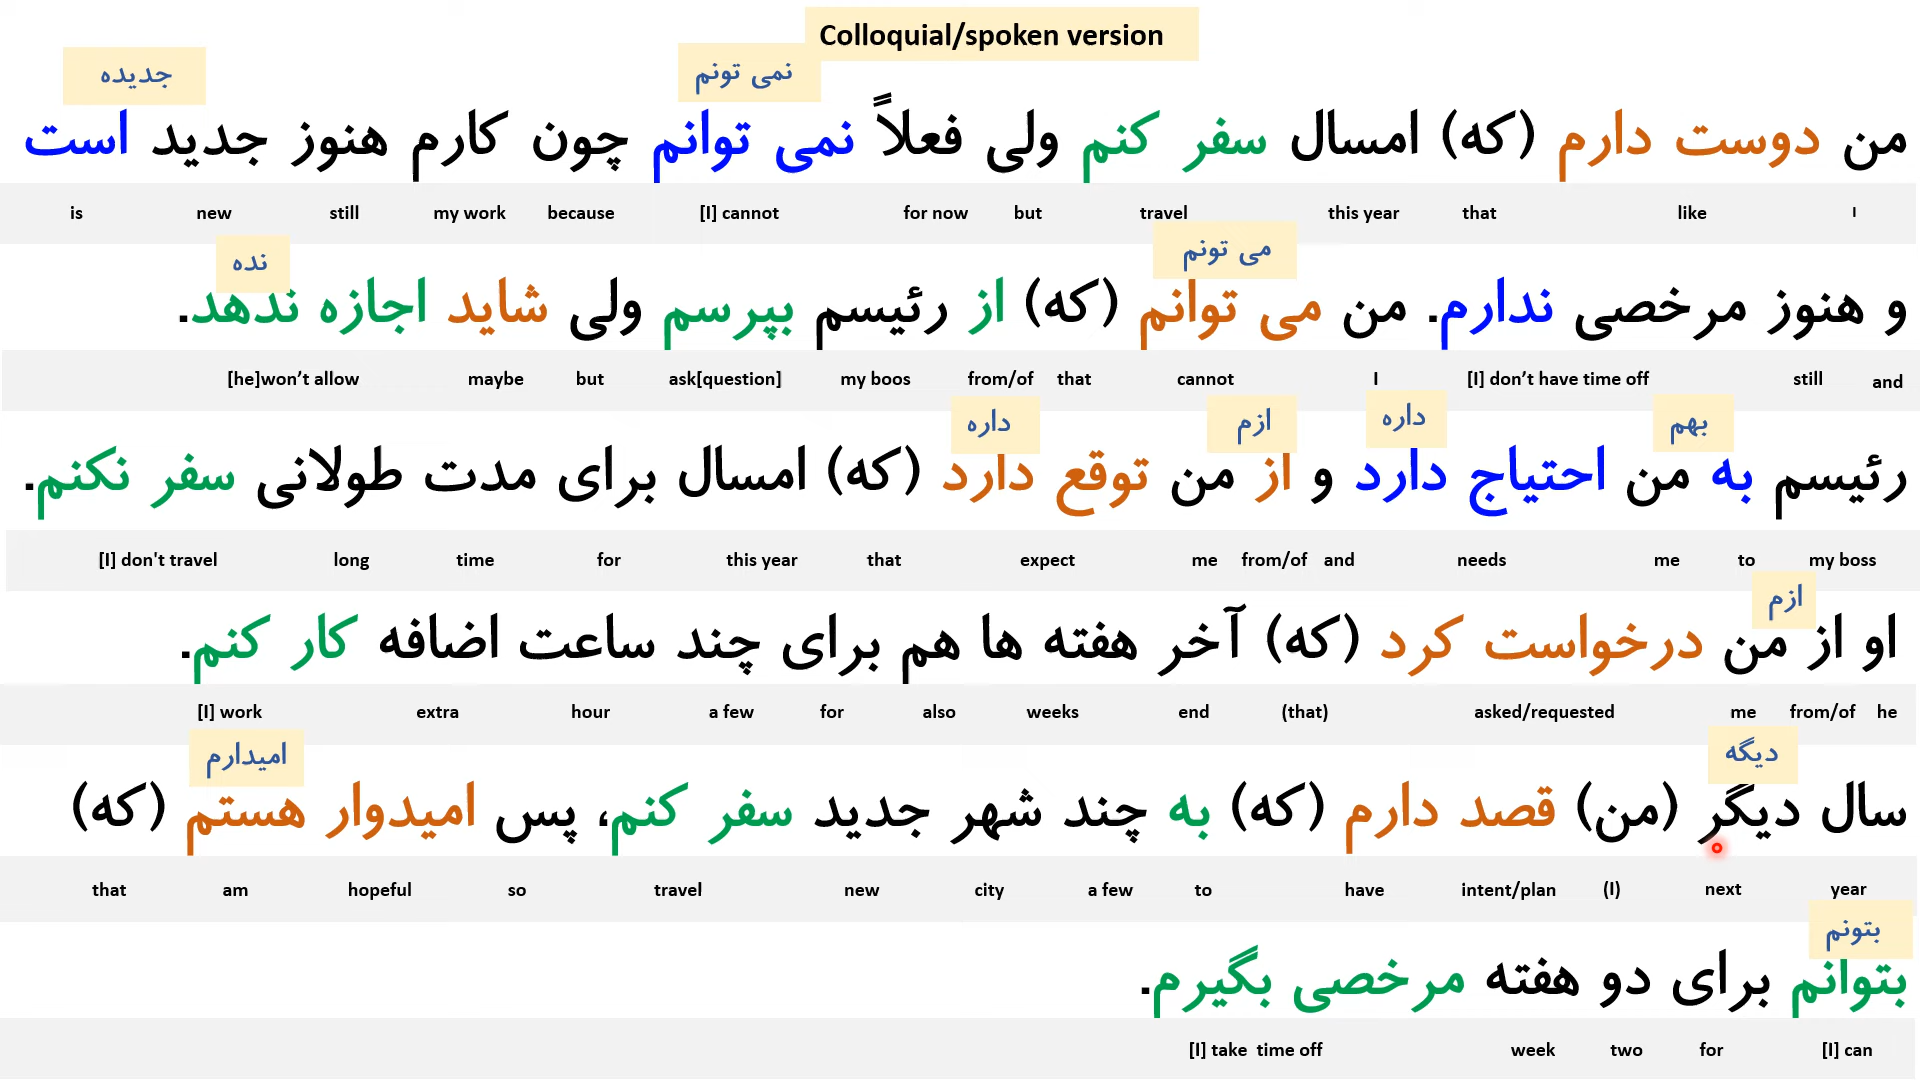 Colloquial/spoken version
نمی تونم جدیده
من دوست دارم (که) امسال سفر کنم ولی فعلاً نمی توانم چون کارم هنوز جدید است
is new still my work because [I] cannot for now but travel this year that like I
می تونم نده
و هنوز مرخصی ندارم. من می توانم (که) از رئیسم بپرسم ولی شاید اجازه ندهد.
[he]won’t allow maybe but ask[question] my boos from/of that cannot I [I] don’t have time off still and
بهم داره ازم داره
رئیسم به من احتیاج دارد و از من توقع دارد (که) امسال برای مدت طولانی سفر نکنم.
[I] don't travel long time for this year that expect me from/of and needs me to my boss
ازم
او از من درخواست کرد (که) آخر هفته ها هم برای چند ساعت اضافه کار کنم.
[I] work extra hour a few for also weeks end (that) asked/requested me from/of he
دیگه امیدارم
سال دیگر (من) قصد دارم (که) به چند شهر جدید سفر کنم، پس امیدوار هستم (که)
that am hopeful so travel new city a few to have intent/plan (I) next year
بتونم
بتوانم برای دو هفته مرخصی بگیرم.
[I] take time off week two for [I] can